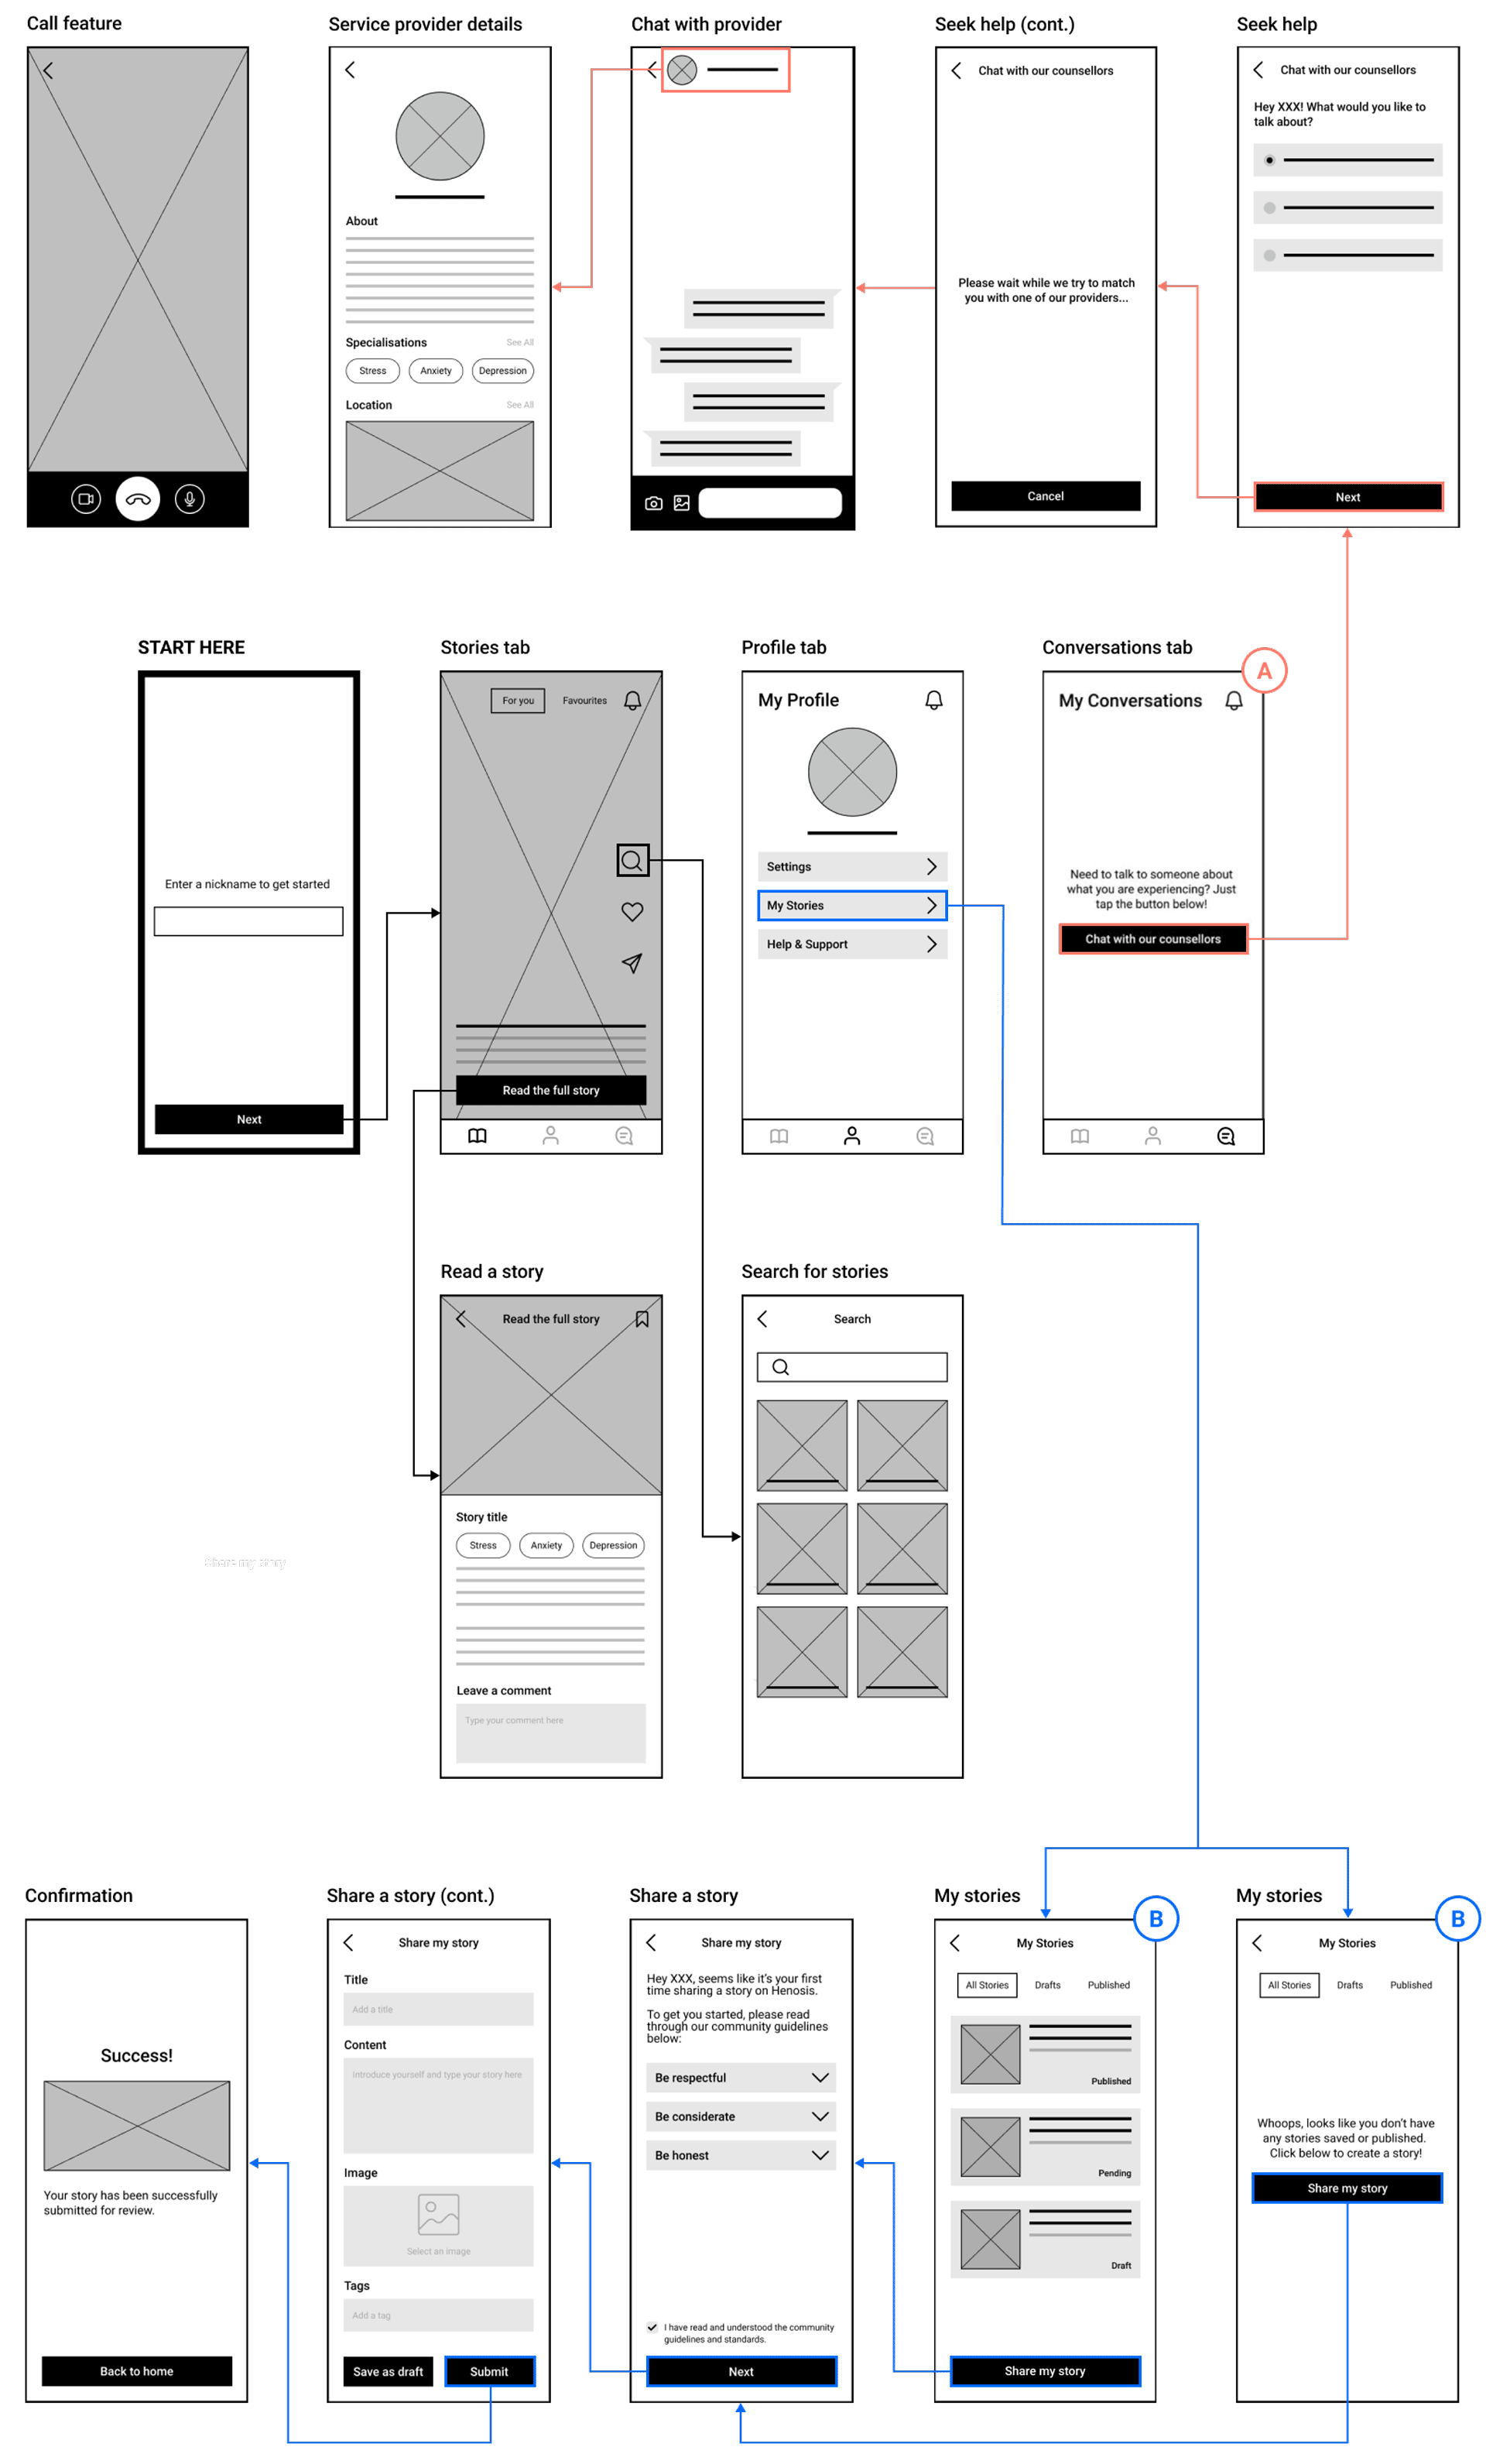 Call feature
Service provider details
About
Specialisations
See All
Stress
Anxiety
Depression
Location
See All
Chat with provider
Seek help (cont.)
Chat with our counsellors
Please wait while we try to match
you with one of our providers...
Cancel
Seek help
Chat with our counsellors
Hey XXX! What would you like to
talk about?
Next
START HERE
Enter a nickname to get started
Next
Stories tab
For you
Favourites
Read the full story
Profile tab
My Profile
Settings
My Stories
Help & Support
Conversations tab
A
My Conversations
Need to talk to someone about
what you are experiencing? Just
tap the button below!
Chat with our counsellors
Read a story
Read the full story
Story title
Stress
Anxiety
Depression
Leave a comment
Type your comment here
Search for stories
Search
Share my story
Confirmation
Success!
Your story has been successfully
submitted for review.
Back to home
Share a story (cont.)
Share my story
Title
Add a title
Content
Introduce yourself and type your story here
Image
Select an image
Tags
Add a tag
Save as draft
Submit
Share a story
Share my story
Hey XXX, seems like it's your first
time sharing a story on Henosis.
To get you started, please read
through our community guidelines
below:
Be respectful
Be considerate
Be honest
I have read and understood the community
guidelines and standards.
Next
My stories
B
My Stories
All Stories
Drafts
Published
Published
Pending
Draft
Share my story
My stories
B
My Stories
All Stories
Drafts
Published
Whoops, looks like you don't have
any stories saved or published.
Click below to create a story!
Share my story